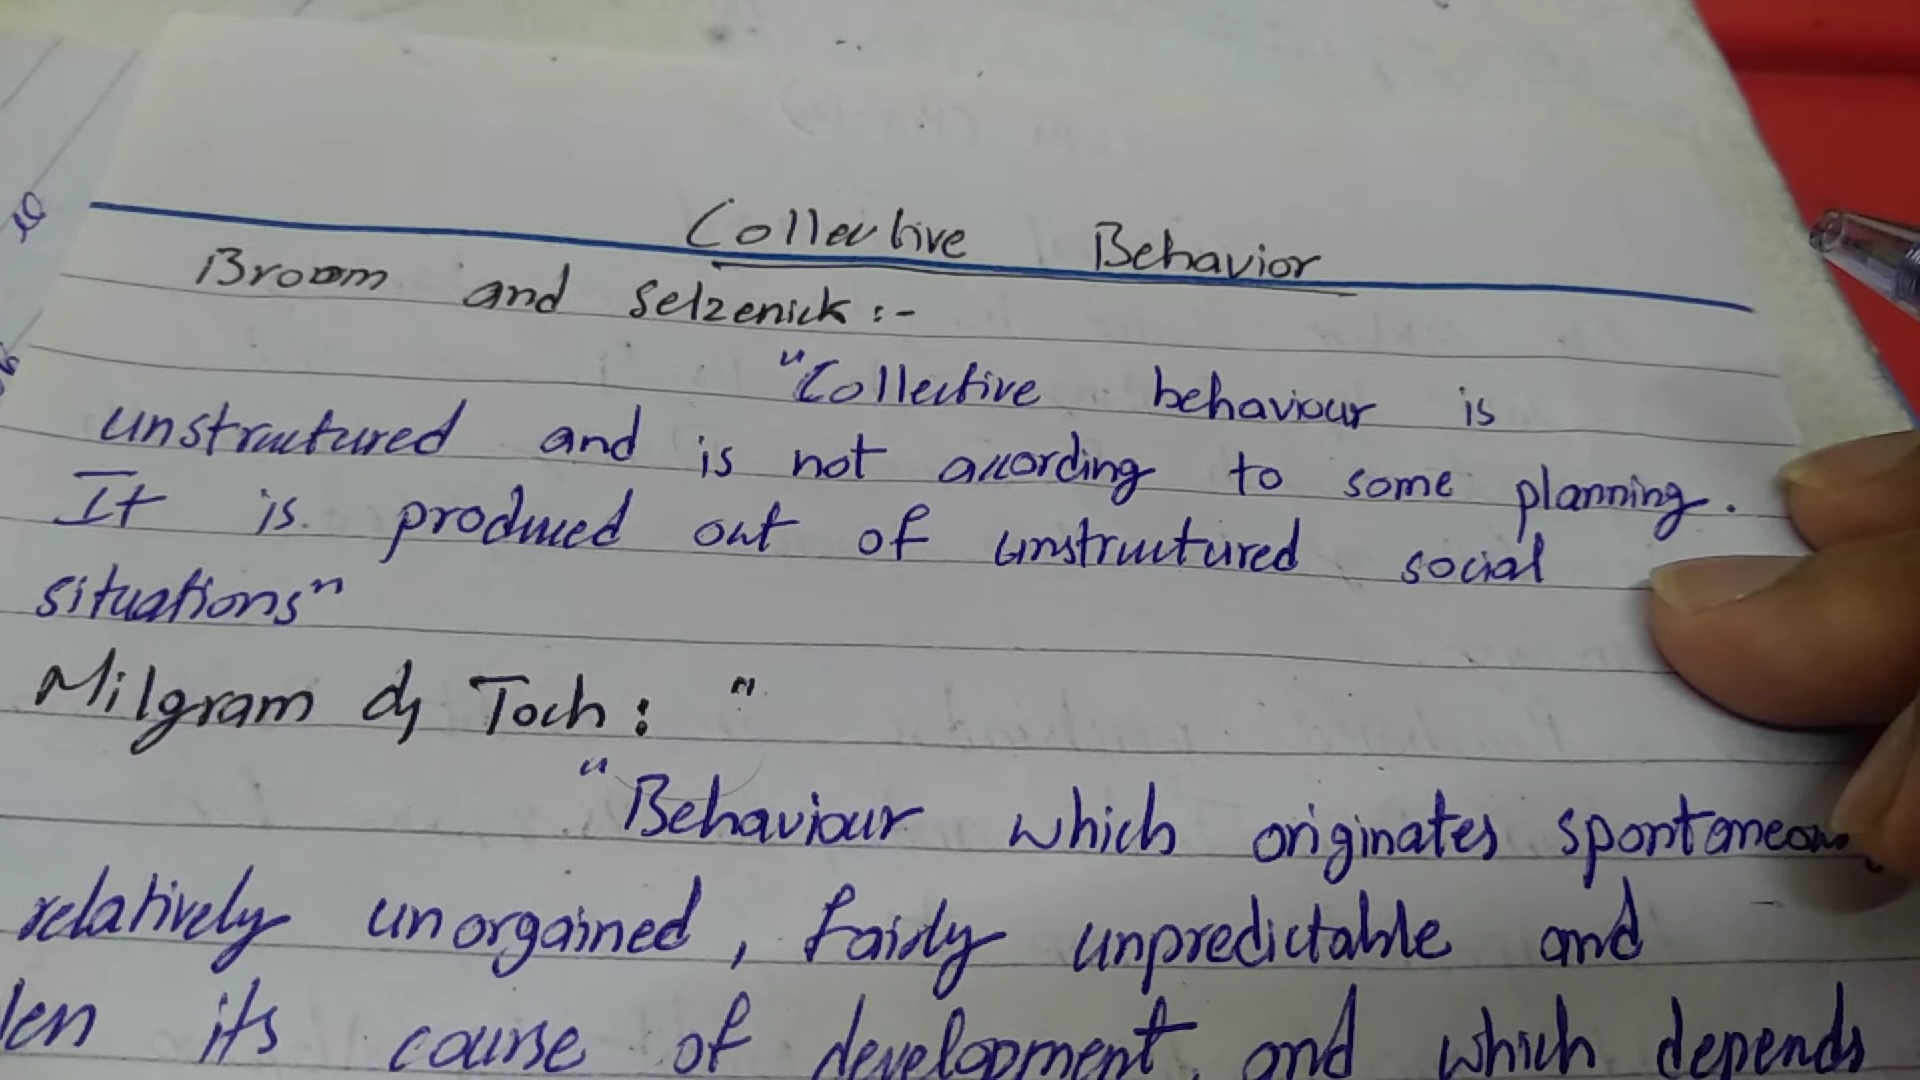 Collective Behavior
Broom and Selzenick :-
"Collective behaviour is
unstructured and is not according to some planning.
It is produced out of unstructured social
situations"
Milgram & Toch : "
"Behaviour which originates
relatively unorgained, fairly unpredictable and
its course of development, and which depends